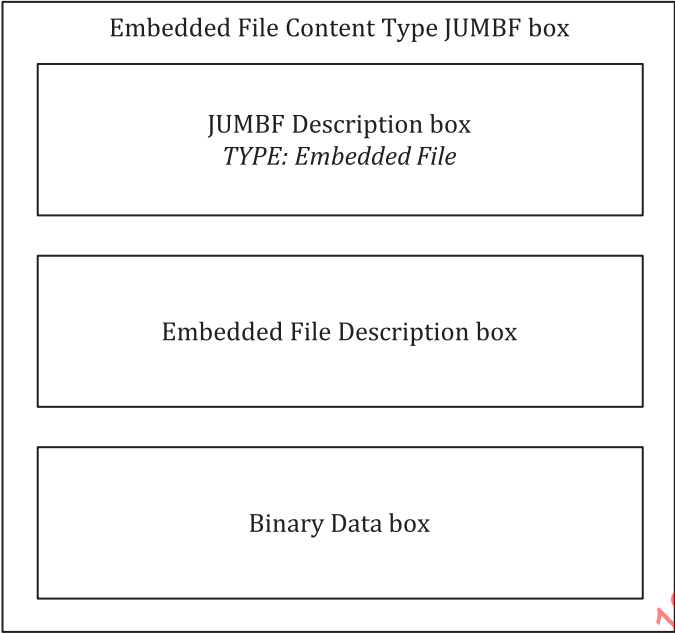 Embedded File Content Type JUMBF box
JUMBF Description box
TYPE: Embedded File
Embedded File Description box
Binary Data box